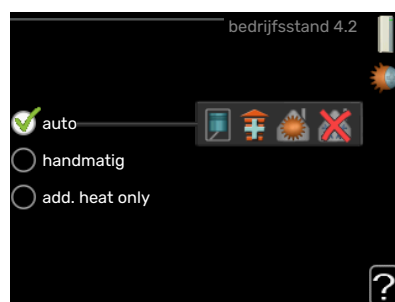 bedrijfsstand 4.2
auto
handmatig
add. heat only
?